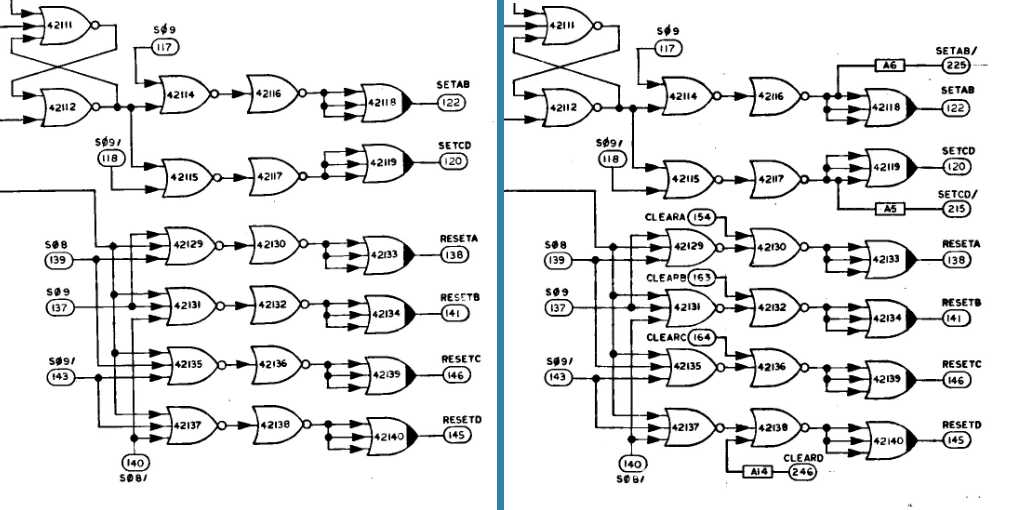 42111
SØ9
117
42112
42114
42116
42118
SETAB
122
SØ9/
118
42115
42117
42119
SETCD
120
SØ8
139
42129
42130
42133
RESETA
138
SØ9
137
42131
42132
42134
RESETB
141
SØ9/
143
42135
42136
42139
RESETC
146
42137
42138
42140
RESETD
145
140
SØ8/
42111
SØ9
117
SETAB/
A6
225
42112
42114
42116
42118
SETAB
122
SØ9/
118
42115
42117
42119
SETCD
120
SETCD/
A5
215
CLEARA
154
SØ8
139
42129
42130
42133
RESETA
138
CLEARB
163
SØ9
137
42131
42132
42134
RESETB
141
CLEARC
164
SØ9/
143
42135
42136
42139
RESETC
146
42137
42138
42140
RESETD
145
140
SØ8/
A14
CLEARD
246